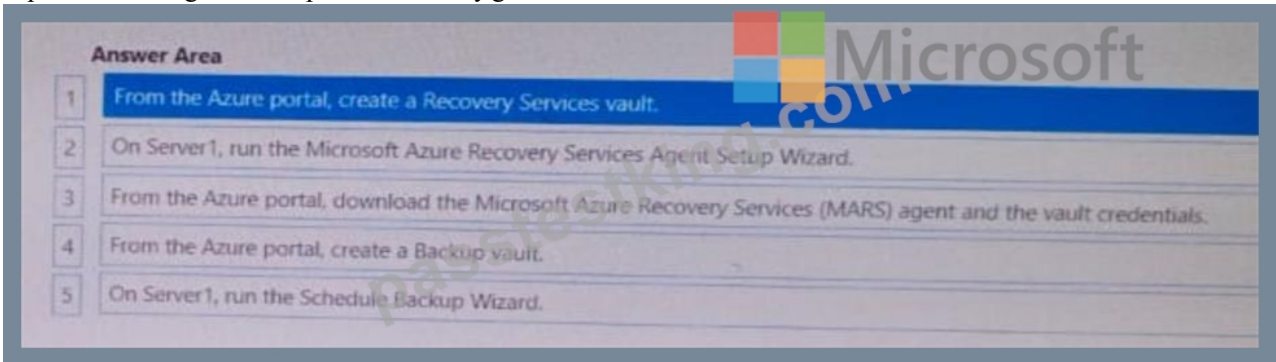 Answer Area
Microsoft
1 From the Azure portal, create a Recovery Services vault.
2 On Server1, run the Microsoft Azure Recovery Services Agent Setup Wizard.
3 From the Azure portal, download the Microsoft Azure Recovery Services (MARS) agent and the vault credentials.
4 From the Azure portal, create a Backup vault.
5 On Server1, run the Schedule Backup Wizard.